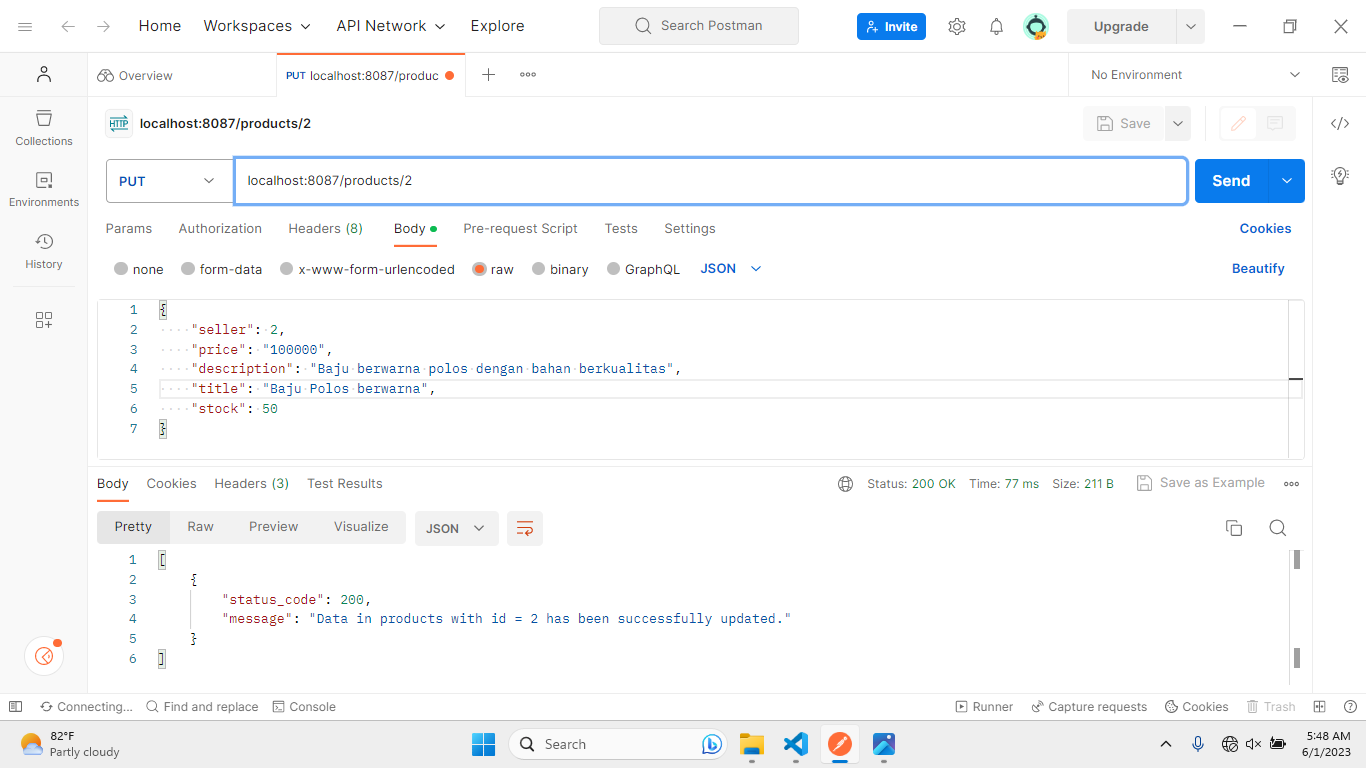 Home Workspaces API Network Explore Search Postman Invite Upgrade
Overview PUT localhost:8087/produc No Environment
HTTP localhost:8087/products/2 Save
Collections
PUT localhost:8087/products/2 Send
Environments
Params Authorization Headers (8) Body Pre-request Script Tests Settings Cookies
History
none form-data x-www-form-urlencoded raw binary GraphQL JSON Beautify
1 {
2 "seller": 2,
3 "price": "100000",
4 "description": "Baju berwarna polos dengan bahan berkualitas",
5 "title": "Baju Polos berwarna",
6 "stock": 50
7 }
Body Cookies Headers (3) Test Results Status: 200 OK Time: 77 ms Size: 211 B Save as Example
Pretty Raw Preview Visualize JSON
1 [
2 {
3 "status_code": 200,
4 "message": "Data in products with id = 2 has been successfully updated."
5 }
6 ]
Connecting... Find and replace Console Runner Capture requests Cookies Trash
82°F
Partly cloudy
Search
5:48 AM
6/1/2023